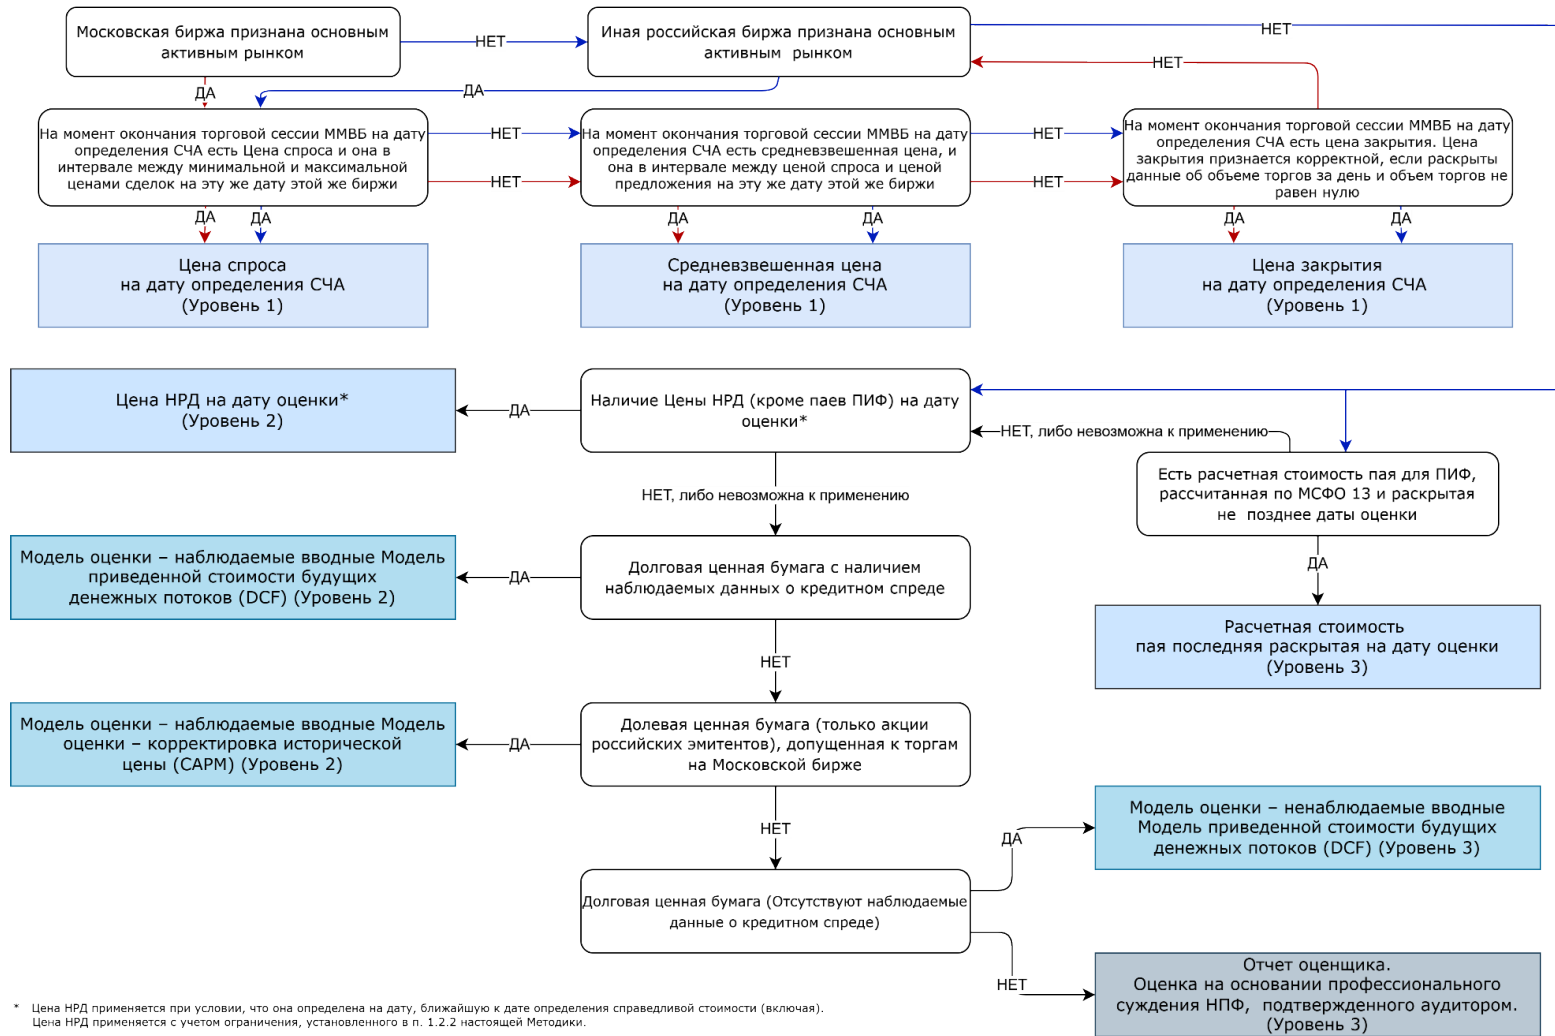 Московская биржа признана основным
активным рынком
НЕТ
Иная российская биржа признана основным
активным рынком
НЕТ
НЕТ
ДА
ДА
На момент окончания торговой сессии ММВБ на дату
определения СЧА есть Цена спроса и она в
интервале между минимальной и максимальной
ценами сделок на эту же дату этой же биржи
НЕТ
НЕТ
На момент окончания торговой сессии ММВБ на дату
определения СЧА есть средневзвешенная цена, и
она в интервале между ценой спроса и ценой
предложения на эту же дату этой же биржи
НЕТ
НЕТ
На момент окончания торговой сессии ММВБ на дату
определения СЧА есть цена закрытия. Цена
закрытия признается корректной, если раскрыты
данные об объеме торгов за день и объем торгов не
равен нулю
ДА
ДА
ДА
ДА
ДА
ДА
Цена спроса
на дату определения СЧА
(Уровень 1)
Средневзвешенная цена
на дату определения СЧА
(Уровень 1)
Цена закрытия
на дату определения СЧА
(Уровень 1)
Цена НРД на дату оценки*
(Уровень 2)
ДА
Наличие Цены НРД (кроме паев ПИФ) на дату
оценки*
НЕТ, либо невозможна к применению
Есть расчетная стоимость пая для ПИФ,
рассчитанная по МСФО 13 и раскрытая
не позднее даты оценки
НЕТ, либо невозможна к применению
Модель оценки – наблюдаемые вводные Модель
приведенной стоимости будущих
денежных потоков (DCF) (Уровень 2)
ДА
Долговая ценная бумага с наличием
наблюдаемых данных о кредитном спреде
ДА
Расчетная стоимость
пая последняя раскрытая на дату оценки
(Уровень 3)
НЕТ
Модель оценки – наблюдаемые вводные Модель
оценки – корректировка исторической
цены (CAPM) (Уровень 2)
ДА
Долевая ценная бумага (только акции
российских эмитентов), допущенная к торгам
на Московской бирже
НЕТ
ДА
Модель оценки – ненаблюдаемые вводные
Модель приведенной стоимости будущих
денежных потоков (DCF) (Уровень 3)
Долговая ценная бумага (Отсутствуют наблюдаемые
данные о кредитном спреде)
НЕТ
Отчет оценщика.
Оценка на основании профессионального
суждения НПФ, подтвержденного аудитором.
(Уровень 3)
* Цена НРД применяется при условии, что она определена на дату, ближайшую к дате определения справедливой стоимости (включая).
Цена НРД применяется с учетом ограничения, установленного в п. 1.2.2 настоящей Методики.